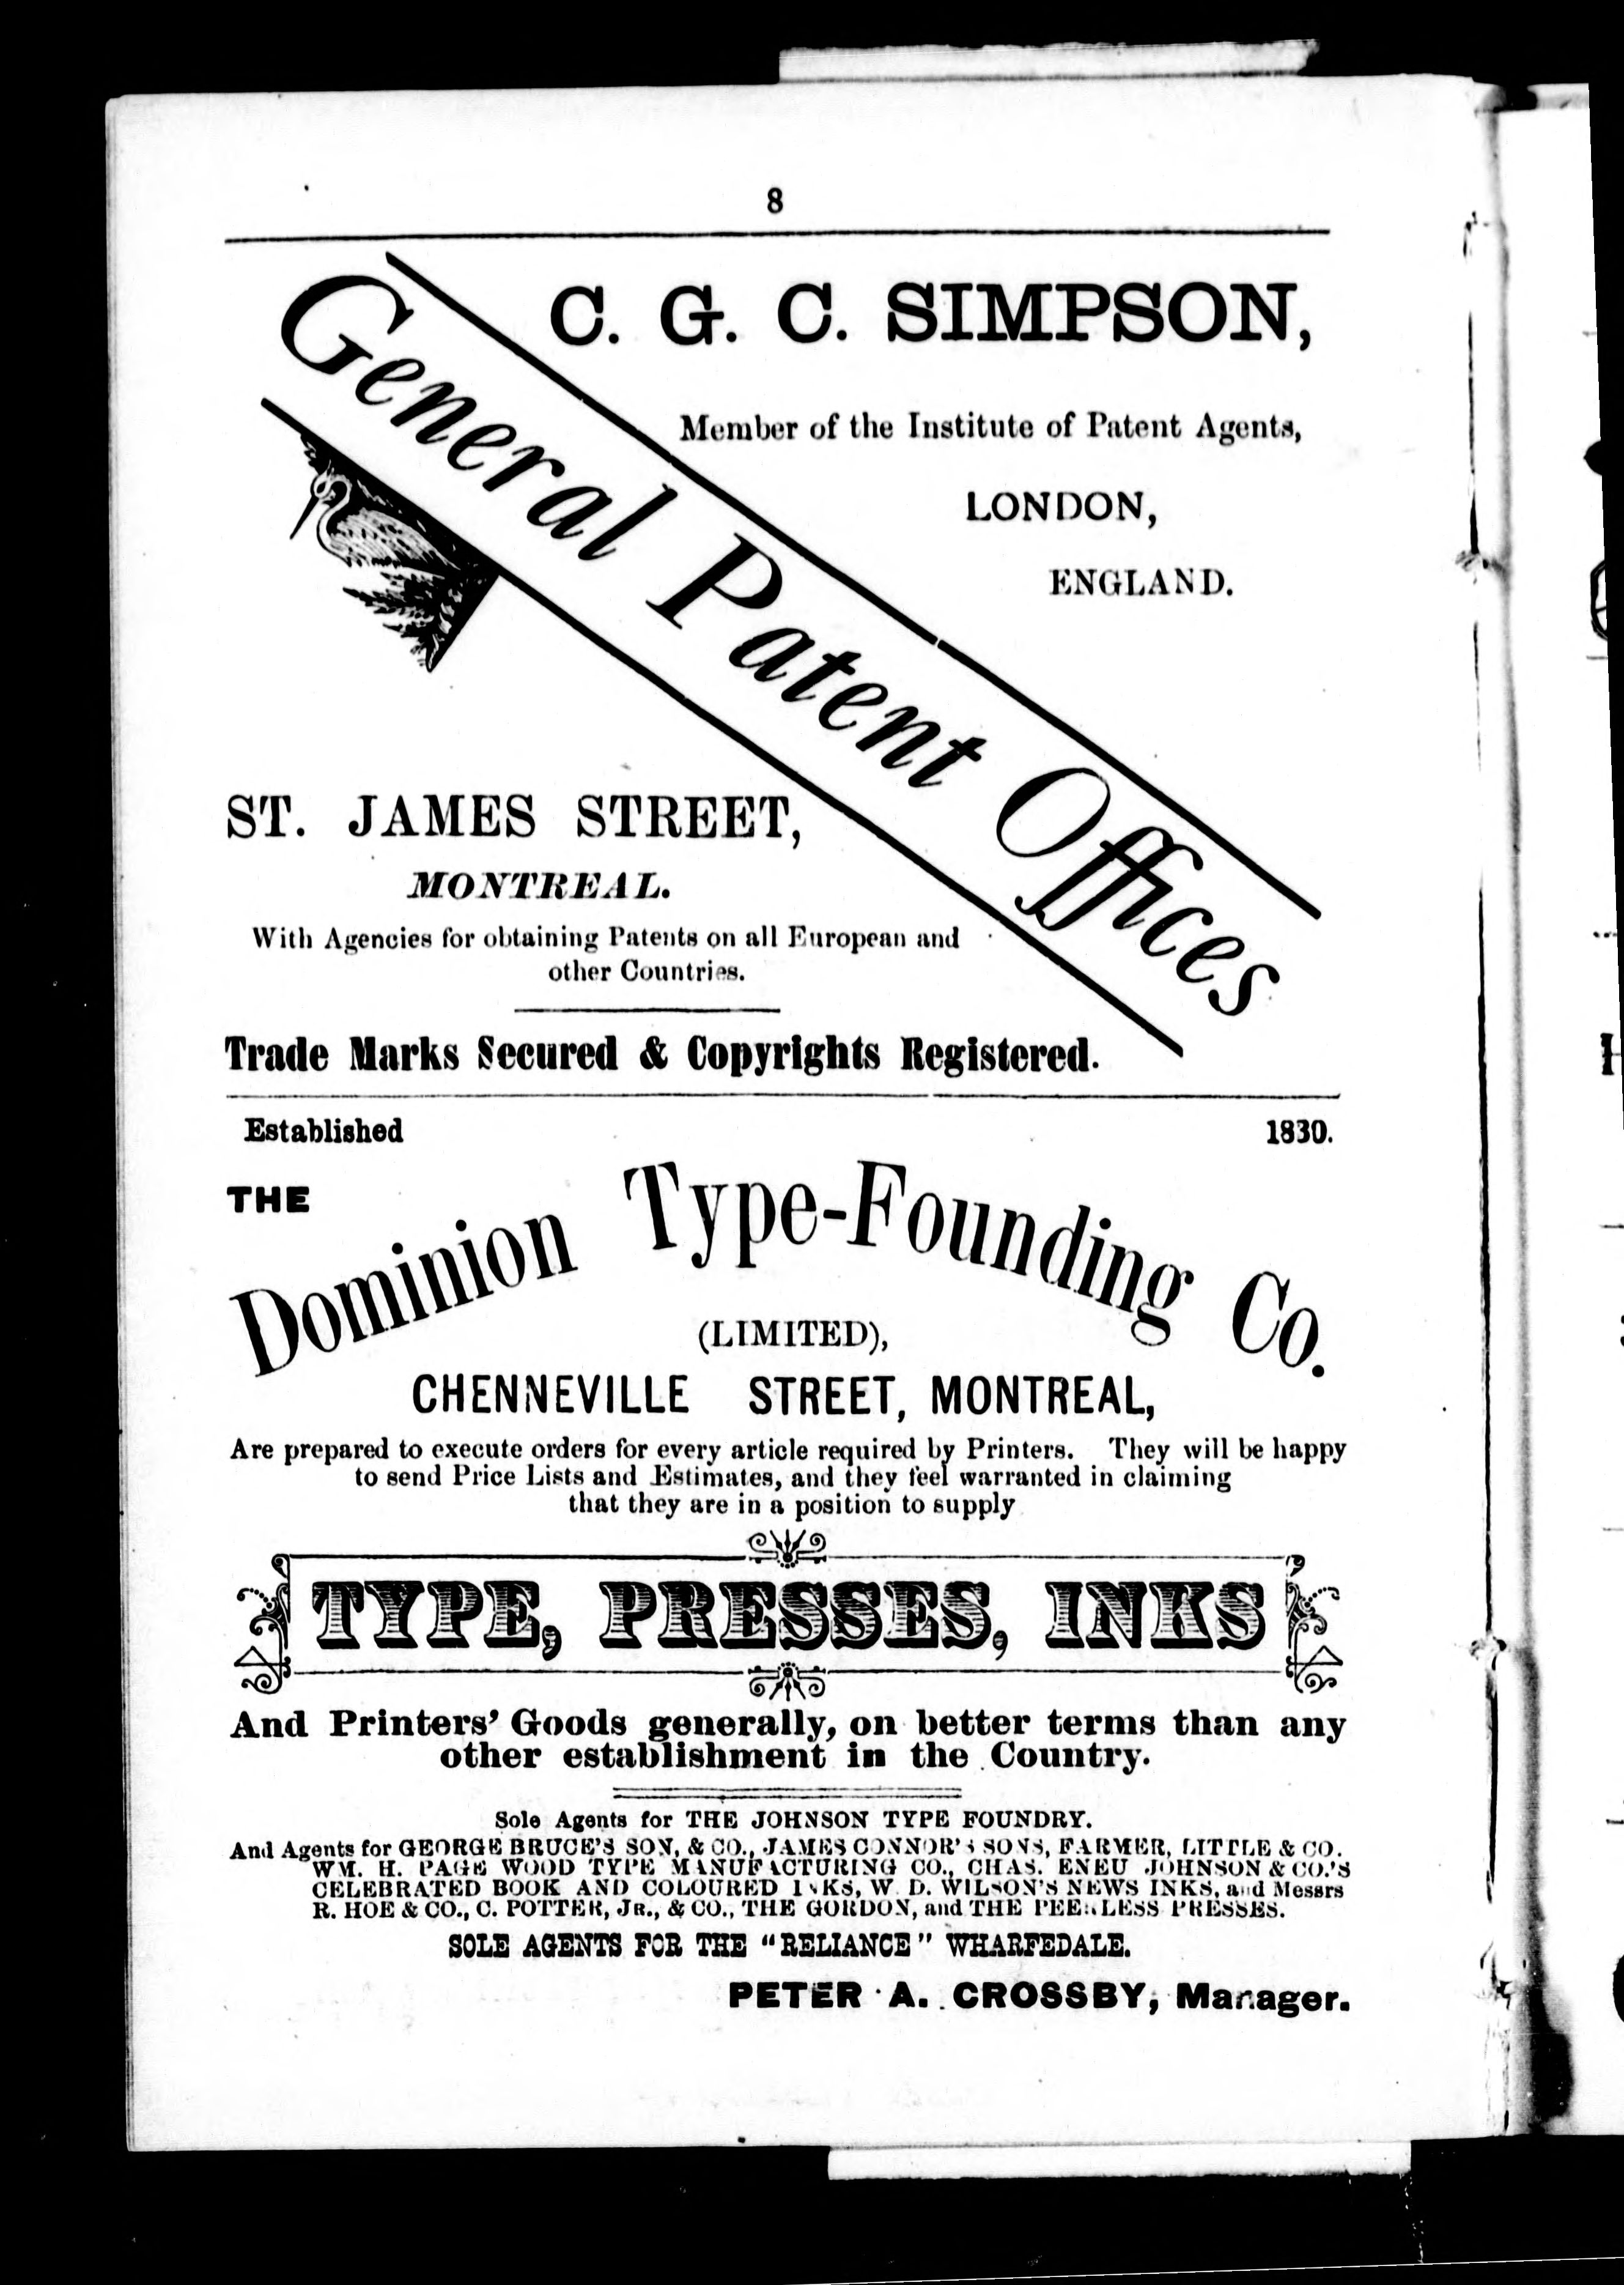 8
C. G. C. SIMPSON,
Member of the Institute of Patent Agents,
LONDON,
ENGLAND.
General Patent Offices
ST. JAMES STREET,
MONTREAL.
With Agencies for obtaining Patents on all European and
other Countries.
Trade Marks Secured & Copyrights Registered.
Established 1830.
THE
Dominion Type-Founding Co.
(LIMITED),
CHENNEVILLE STREET, MONTREAL,
Are prepared to execute orders for every article required by Printers. They will be happy
to send Price Lists and Estimates, and they feel warranted in claiming
that they are in a position to supply
TYPE, PRESSES, INKS
And Printers' Goods generally, on better terms than any
other establishment in the Country.
Sole Agents for THE JOHNSON TYPE FOUNDRY.
And Agents for GEORGE BRUCE'S SON, & CO., JAMES CONNOR'S SONS, FARMER, LITTLE & CO.
WM. H. PAGE WOOD TYPE MANUFACTURING CO., CHAS. ENEU JOHNSON & CO.'S
CELEBRATED BOOK AND COLOURED INKS, W. D. WILSON'S NEWS INKS, and Messrs
R. HOE & CO., C. POTTER, JR., & CO., THE GORDON, and THE PEERLESS PRESSES.
SOLE AGENTS FOR THE "RELIANCE" WHARFEDALE.
PETER A. CROSSBY, Manager.